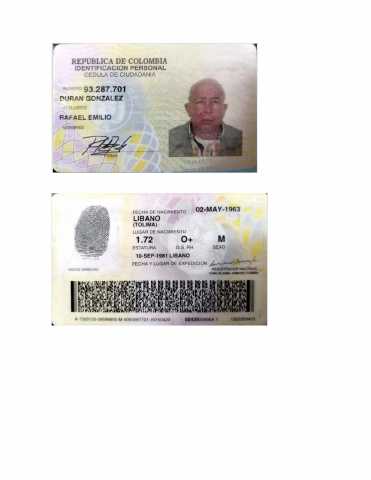 REPÚBLICA DE COLOMBIA
IDENTIFICACION PERSONAL
CEDULA DE CIUDADANIA
NUMERO 93.287.701
DURAN GONZALEZ
APELLIDOS
RAFAEL EMILIO
NOMBRES
FIRMA
FECHA DE NACIMIENTO 02-MAY-1963
LIBANO
(TOLIMA)
LUGAR DE NACIMIENTO
1.72 O+ M
ESTATURA G.S. RH SEXO
10-SEP-1981 LIBANO
FECHA Y LUGAR DE EXPEDICION
INDICE DERECHO
REGISTRADOR NACIONAL